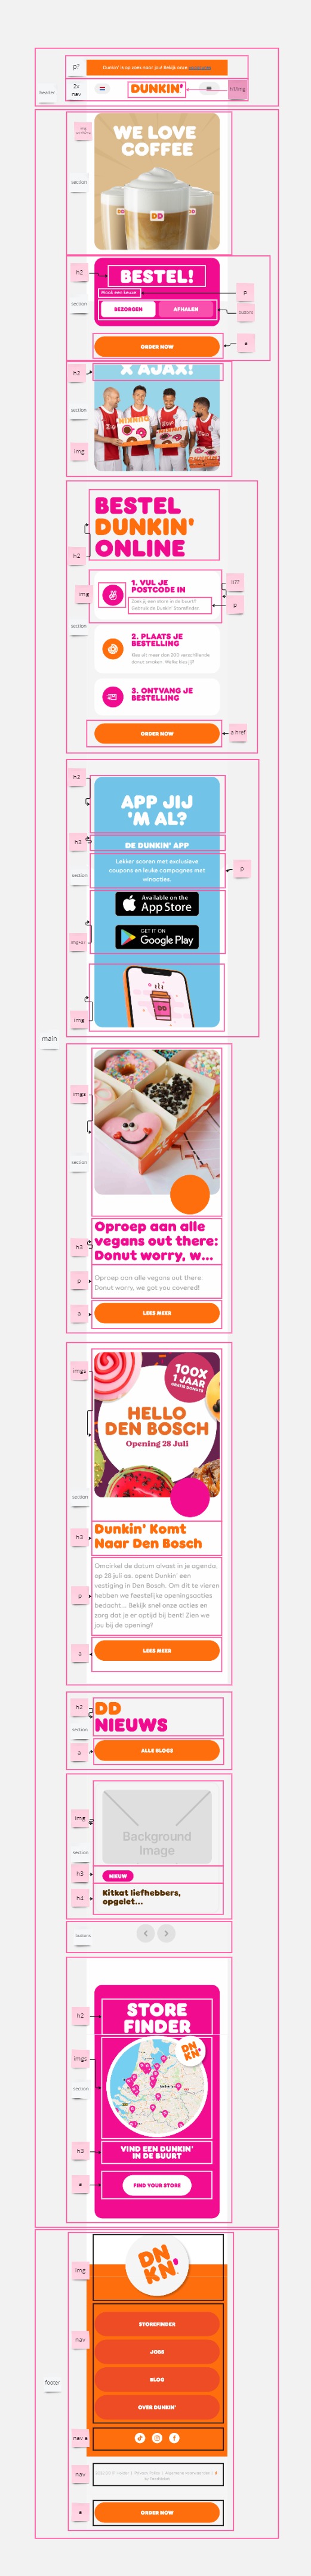 p?
Dunkin' is op zoek naar jou! Bekijk onze vacatures
header
2x
nav
DUNKIN'
h1/img
WE LOVE
COFFEE
section
h2
BESTEL!
Maak een keuze:
p
section
BEZORGEN
AFHALEN
buttons
ORDER NOW
a
h2
X AJAX!
section
img
BESTEL
DUNKIN'
ONLINE
h2
1. VUL JE
POSTCODE IN
li??
img
Zoek jij een store in de buurt?
Gebruik de Dunkin' Storefinder.
p
section
2. PLAATS JE
BESTELLING
Kies uit meer dan 200 verschillende
donut smaken. Welke kies jij?
3. ONTVANG JE
BESTELLING
ORDER NOW
a href
h2
APP JIJ
'M AL?
h3
DE DUNKIN' APP
section
Lekker scoren met exclusieve
coupons en leuke campagnes met
winacties.
p
Available on the
App Store
GET IT ON
Google Play
img
DD
main
imgs
section
h3
Oproep aan alle
vegans out there:
Donut worry, w...
p
Oproep aan alle vegans out there:
Donut worry, we got you covered!
a
LEES MEER
imgs
100X
1 JAAR
GRATIS DONUTS
HELLO
DEN BOSCH
Opening 28 Juli
section
h3
Dunkin' Komt
Naar Den Bosch
p
Omcirkel de datum alvast in je agenda,
op 28 juli as. opent Dunkin' een
vestiging in Den Bosch. Om dit te vieren
hebben we feestelijke openingsacties
bedacht... Bekijk snel onze acties en
zorg dat je er optijd bij bent! Zien we
jou bij de opening?
a
LEES MEER
h2
DD
NIEUWS
section
a
ALLE BLOGS
img
Background
Image
section
h3
NIEUW
h4
Kitkat liefhebbers,
opgelet...
buttons
h2
STORE
FINDER
imgs
DN
KN'
section
h3
VIND EEN DUNKIN'
IN DE BUURT
a
FIND YOUR STORE
img
DN
KN'
nav
STOREFINDER
JOBS
BLOG
footer
OVER DUNKIN'
nav a
nav
a
ORDER NOW